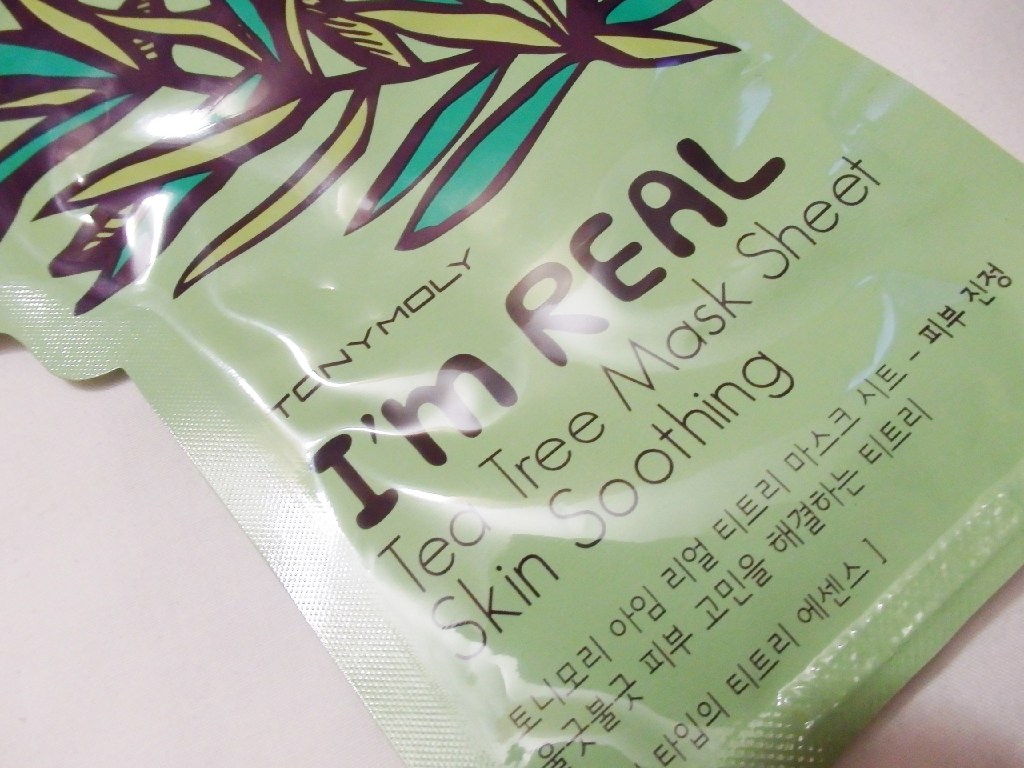 TONYMOLY
I'm REAL
Tea Tree Mask Sheet
Skin Soothing
토니모리 아임 리얼 티트리 마스크 시트 - 피부 진정
울긋불긋 피부 고민을 해결하는 티트리
타입의 티트리 에센스 ]